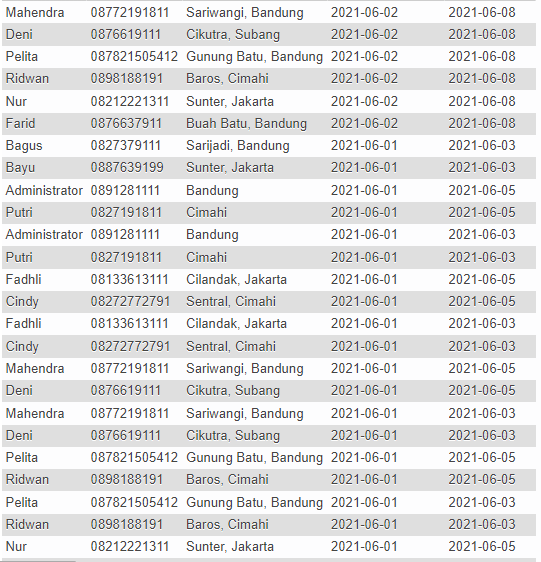 Mahendra 08772191811 Sariwangi, Bandung 2021-06-02 2021-06-08
Deni 0876619111 Cikutra, Subang 2021-06-02 2021-06-08
Pelita 087821505412 Gunung Batu, Bandung 2021-06-02 2021-06-08
Ridwan 0898188191 Baros, Cimahi 2021-06-02 2021-06-08
Nur 08212221311 Sunter, Jakarta 2021-06-02 2021-06-08
Farid 0876637911 Buah Batu, Bandung 2021-06-02 2021-06-08
Bagus 0827379111 Sarijadi, Bandung 2021-06-01 2021-06-03
Bayu 0887639199 Sunter, Jakarta 2021-06-01 2021-06-03
Administrator 0891281111 Bandung 2021-06-01 2021-06-05
Putri 0827191811 Cimahi 2021-06-01 2021-06-05
Administrator 0891281111 Bandung 2021-06-01 2021-06-03
Putri 0827191811 Cimahi 2021-06-01 2021-06-03
Fadhli 08133613111 Cilandak, Jakarta 2021-06-01 2021-06-05
Cindy 08272772791 Sentral, Cimahi 2021-06-01 2021-06-05
Fadhli 08133613111 Cilandak, Jakarta 2021-06-01 2021-06-03
Cindy 08272772791 Sentral, Cimahi 2021-06-01 2021-06-03
Mahendra 08772191811 Sariwangi, Bandung 2021-06-01 2021-06-05
Deni 0876619111 Cikutra, Subang 2021-06-01 2021-06-05
Mahendra 08772191811 Sariwangi, Bandung 2021-06-01 2021-06-03
Deni 0876619111 Cikutra, Subang 2021-06-01 2021-06-03
Pelita 087821505412 Gunung Batu, Bandung 2021-06-01 2021-06-05
Ridwan 0898188191 Baros, Cimahi 2021-06-01 2021-06-05
Pelita 087821505412 Gunung Batu, Bandung 2021-06-01 2021-06-03
Ridwan 0898188191 Baros, Cimahi 2021-06-01 2021-06-03
Nur 08212221311 Sunter, Jakarta 2021-06-01 2021-06-05